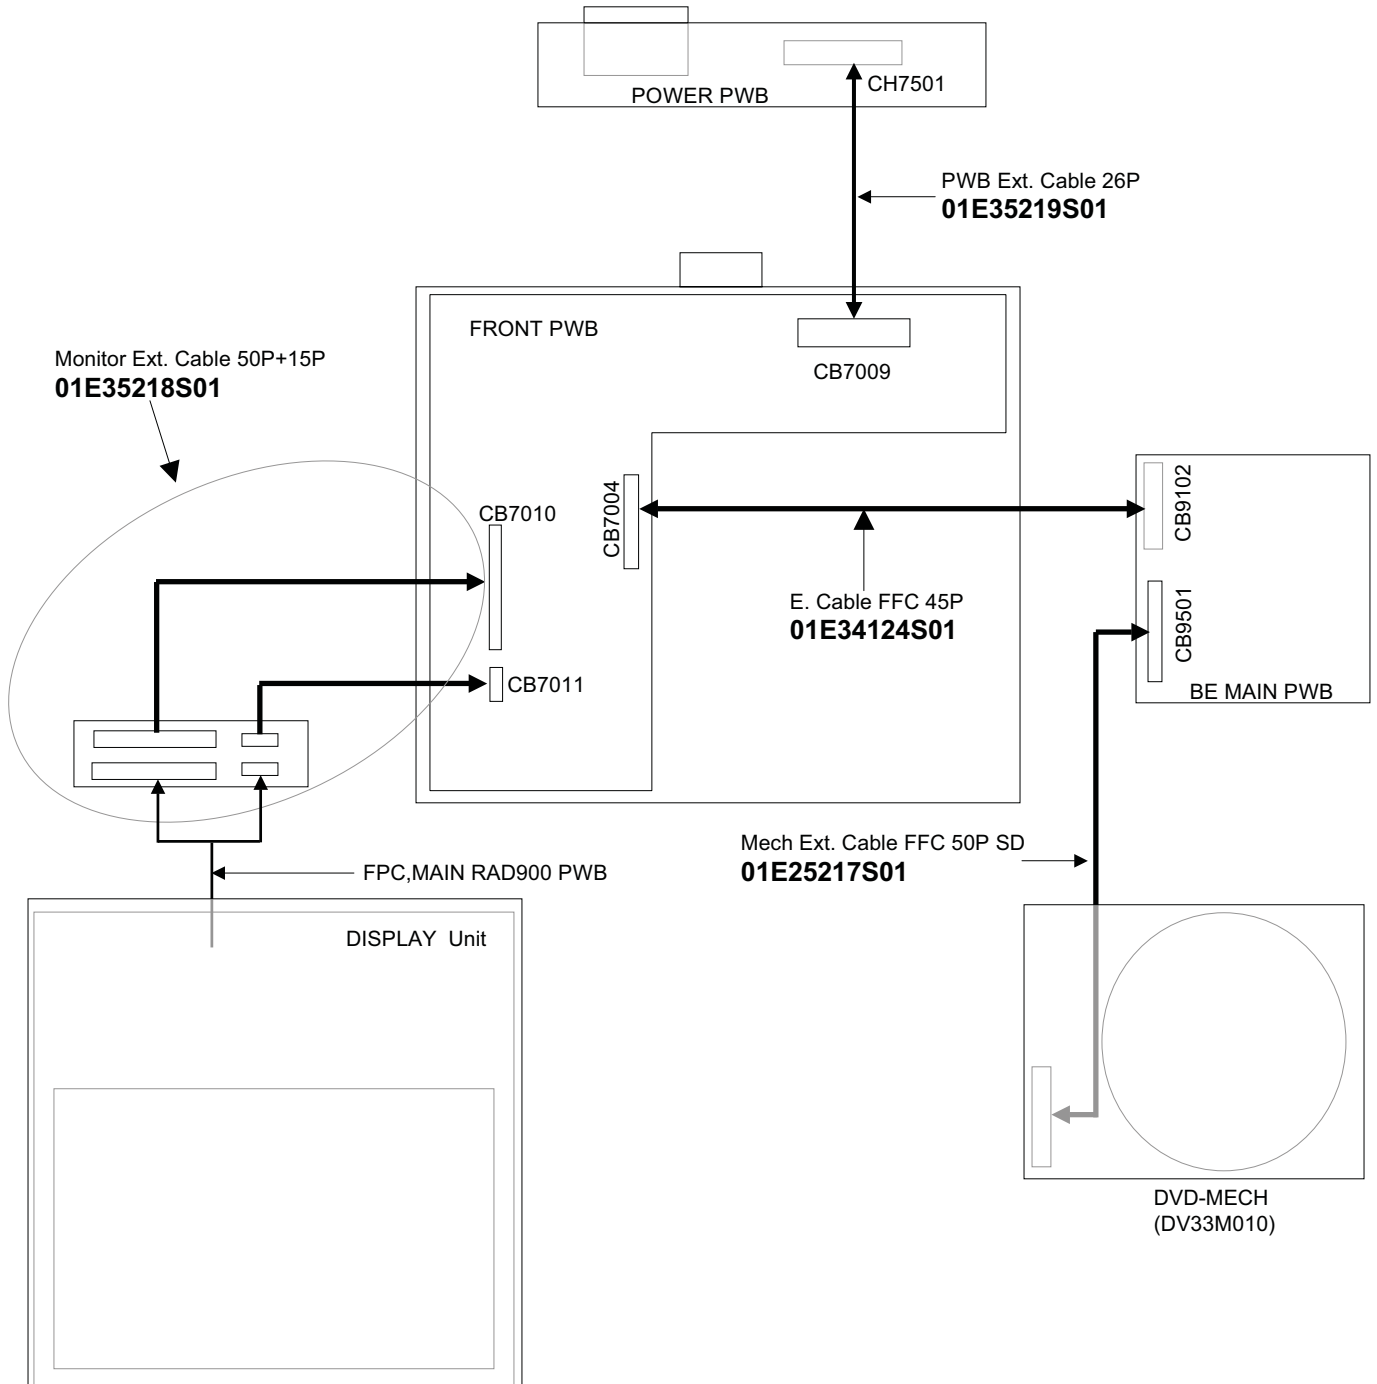 CH7501
POWER PWB
PWB Ext. Cable 26P
01E35219S01
FRONT PWB
CB7009
Monitor Ext. Cable 50P+15P
01E35218S01
CB7010
CB7004
CB9102
E. Cable FFC 45P
01E34124S01
CB9501
CB7011
BE MAIN PWB
Mech Ext. Cable FFC 50P SD
01E25217S01
FPC,MAIN RAD900 PWB
DISPLAY Unit
DVD-MECH
(DV33M010)